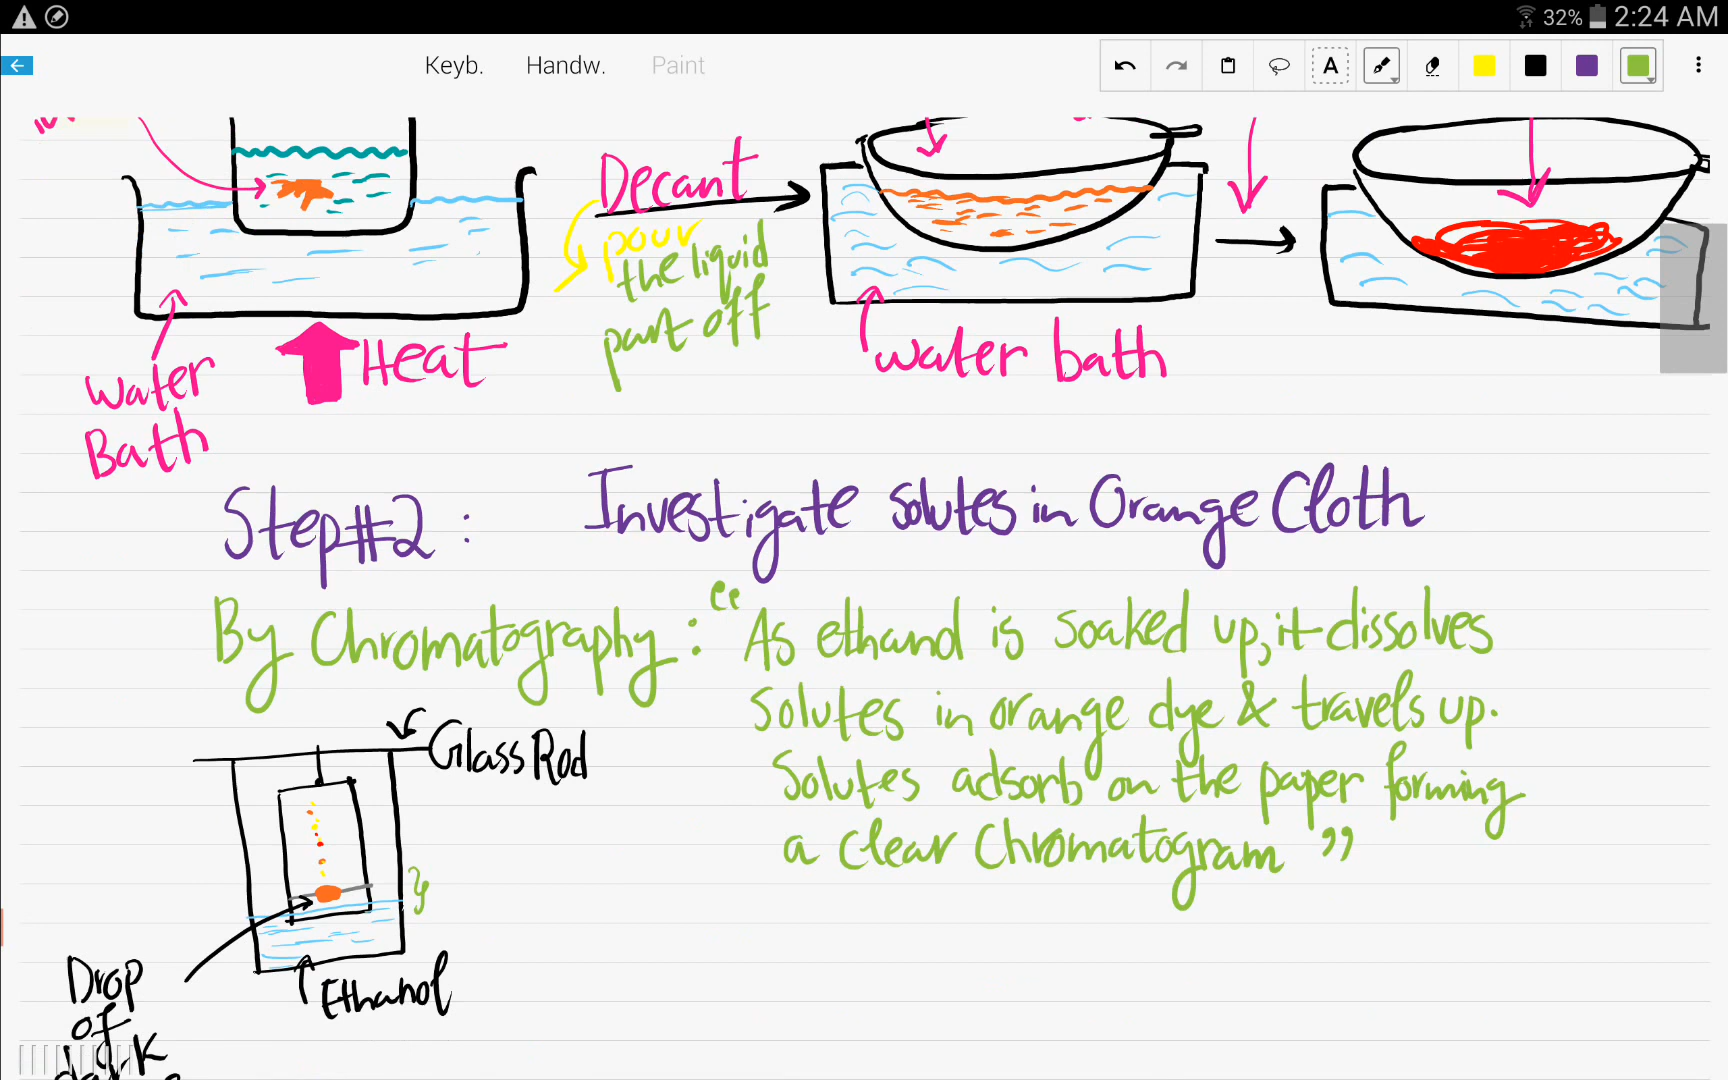 32% 2:24 AM
Keyb. Handw. Paint
A
Decant
pour
the liquid
part off
Heat
Water
Bath
water bath
Step#2 : Investigate solutes in Orange Cloth
By Chromatography : “ As ethanol is soaked up, it dissolves
Solutes in orange dye & travels up.
Solutes adsorb on the paper forming
a clear Chromatogram ”
Glass Rod
Ethanol
Drop
of
dark